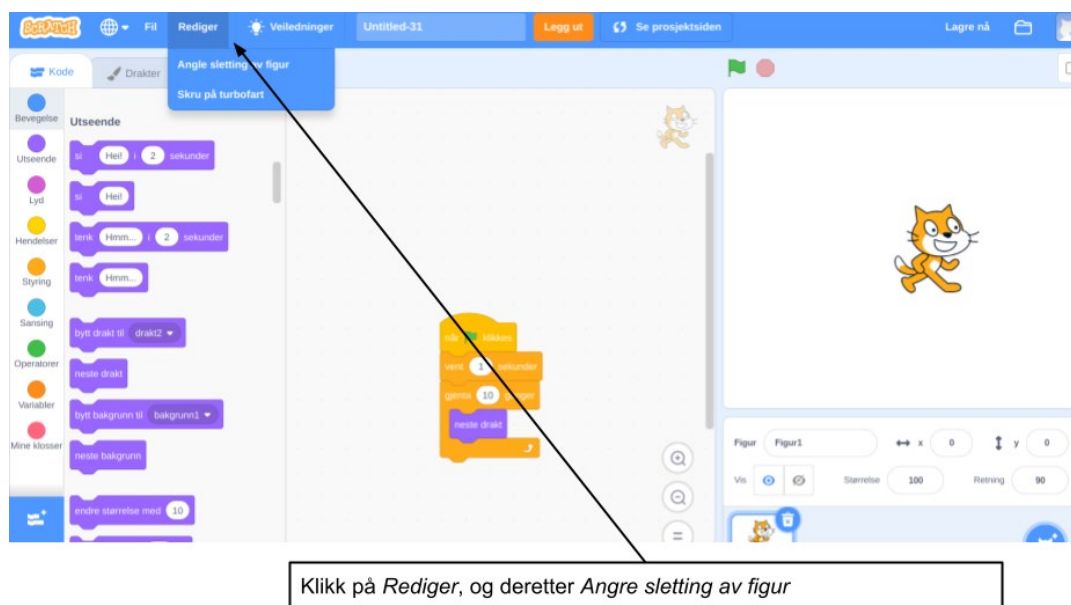 SCRATCH Fil Rediger Veiledninger Untitled-31 Legg ut Se prosjektsiden Lagre nå
Angle sletting av figur
Skru på turbofart
Kode Drakter
Bevegelse
Utseende
Lyd
Hendelser
Styring
Sansing
Operatorer
Variabler
Mine klosser
Utseende
si Hei! i 2 sekunder
si Hei!
tenk Hmm... i 2 sekunder
tenk Hmm...
bytt drakt til drakt2
neste drakt
bytt bakgrunn til bakgrunn1
neste bakgrunn
endre størrelse med 10
når klikkes
vent 1 sekunder
gjenta 10 ganger
neste drakt
Figur Figur1 x 0 y 0
Vis Størrelse 100 Retning 90
Klikk på Rediger, og deretter Angre sletting av figur